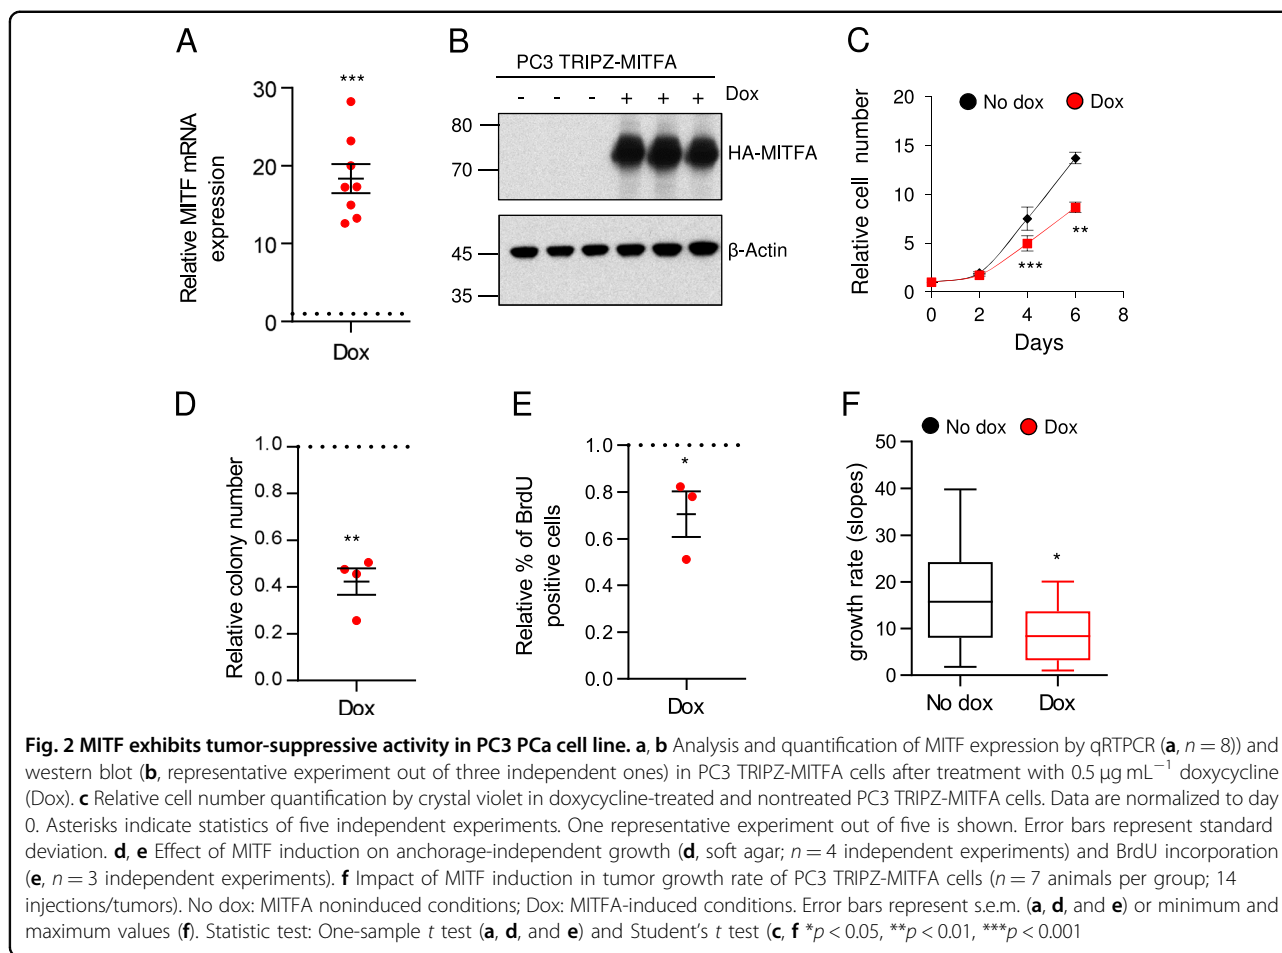 A
***
30
20
10
0
Relative MITF mRNA
expression
Dox
B
PC3 TRIPZ-MITFA
- - - + + + Dox
80
70
HA-MITFA
45
35
β-Actin
C
No dox Dox
20
15
10
5
0
Relative cell number
***
**
0 2 4 6 8
Days
D
1.0
0.8
0.6
0.4
0.2
0.0
Relative colony number
**
Dox
E
1.0
0.8
0.6
0.4
0.2
0.0
Relative % of BrdU
positive cells
*
Dox
F
No dox Dox
50
40
30
20
10
0
growth rate (slopes)
*
No dox Dox
Fig. 2 MITF exhibits tumor-suppressive activity in PC3 PCa cell line. a, b Analysis and quantification of MITF expression by qRTPCR (a, n = 8)) and
western blot (b, representative experiment out of three independent ones) in PC3 TRIPZ-MITFA cells after treatment with 0.5 μg mL−1 doxycycline
(Dox). c Relative cell number quantification by crystal violet in doxycycline-treated and nontreated PC3 TRIPZ-MITFA cells. Data are normalized to day
0. Asterisks indicate statistics of five independent experiments. One representative experiment out of five is shown. Error bars represent standard
deviation. d, e Effect of MITF induction on anchorage-independent growth (d, soft agar; n = 4 independent experiments) and BrdU incorporation
(e, n = 3 independent experiments). f Impact of MITF induction in tumor growth rate of PC3 TRIPZ-MITFA cells (n = 7 animals per group; 14
injections/tumors). No dox: MITFA noninduced conditions; Dox: MITFA-induced conditions. Error bars represent s.e.m. (a, d, and e) or minimum and
maximum values (f). Statistic test: One-sample t test (a, d, and e) and Student's t test (c, f *p < 0.05, **p < 0.01, ***p < 0.001